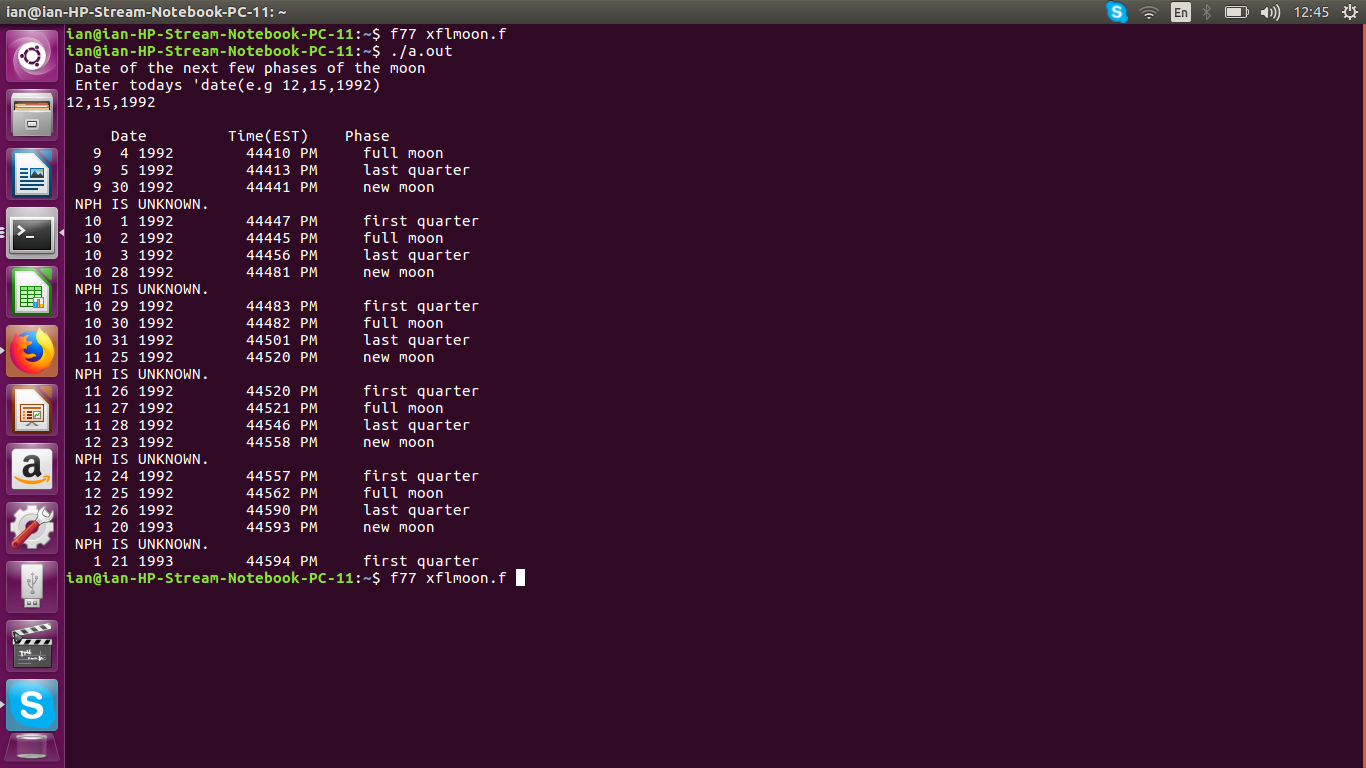 ian@ian-HP-Stream-Notebook-PC-11: ~ En 12:45
ian@ian-HP-Stream-Notebook-PC-11:~$ f77 xflmoon.f
ian@ian-HP-Stream-Notebook-PC-11:~$ ./a.out
Date of the next few phases of the moon
Enter todays 'date(e.g 12,15,1992)
12,15,1992
Date Time(EST) Phase
9 4 1992 44410 PM full moon
9 5 1992 44413 PM last quarter
9 30 1992 44441 PM new moon
NPH IS UNKNOWN.
10 1 1992 44447 PM first quarter
10 2 1992 44445 PM full moon
10 3 1992 44456 PM last quarter
10 28 1992 44481 PM new moon
NPH IS UNKNOWN.
10 29 1992 44483 PM first quarter
10 30 1992 44482 PM full moon
10 31 1992 44501 PM last quarter
11 25 1992 44520 PM new moon
NPH IS UNKNOWN.
11 26 1992 44520 PM first quarter
11 27 1992 44521 PM full moon
11 28 1992 44546 PM last quarter
12 23 1992 44558 PM new moon
NPH IS UNKNOWN.
12 24 1992 44557 PM first quarter
12 25 1992 44562 PM full moon
12 26 1992 44590 PM last quarter
1 20 1993 44593 PM new moon
NPH IS UNKNOWN.
1 21 1993 44594 PM first quarter
ian@ian-HP-Stream-Notebook-PC-11:~$ f77 xflmoon.f